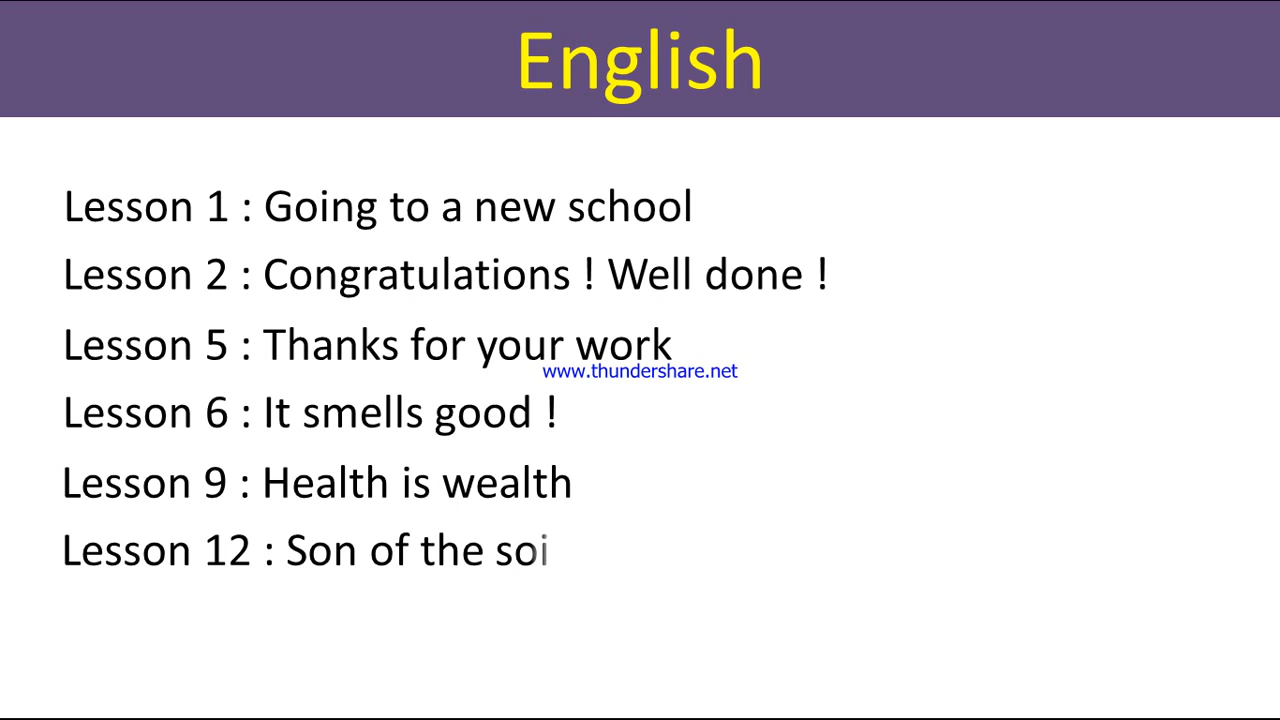 English
Lesson 1 : Going to a new school
Lesson 2 : Congratulations ! Well done !
Lesson 5 : Thanks for your work
www.thundershare.net
Lesson 6 : It smells good !
Lesson 9 : Health is wealth
Lesson 12 : Son of the soi